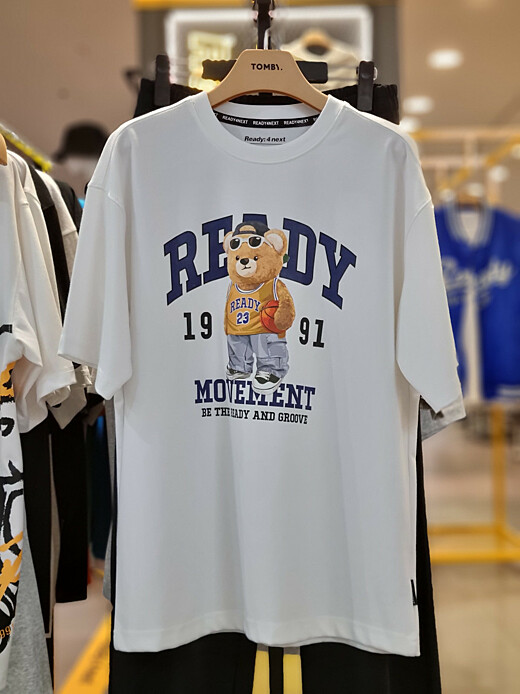 TOMBY.
READY4NEXT READY4NEXT READY4NEXT
Ready: 4 next
READY
READY
23
19 91
MOVEMENT
BE THE READY AND GROOVE